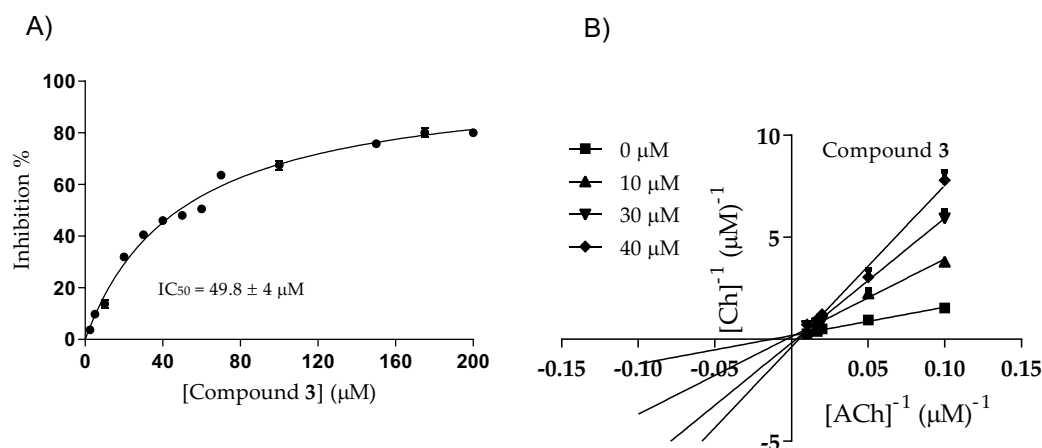 A)
B)
100
80
60
40
20
0
Inhibition %
IC50 = 49.8 ± 4 µM
0 40 80 120 160 200
[Compound 3] (µM)
0 µM
10 µM
30 µM
40 µM
Compound 3
10
5
-5
[Ch]-1 (µM)-1
-0.15 -0.10 -0.05 0.05 0.10 0.15
[ACh]-1 (µM)-1